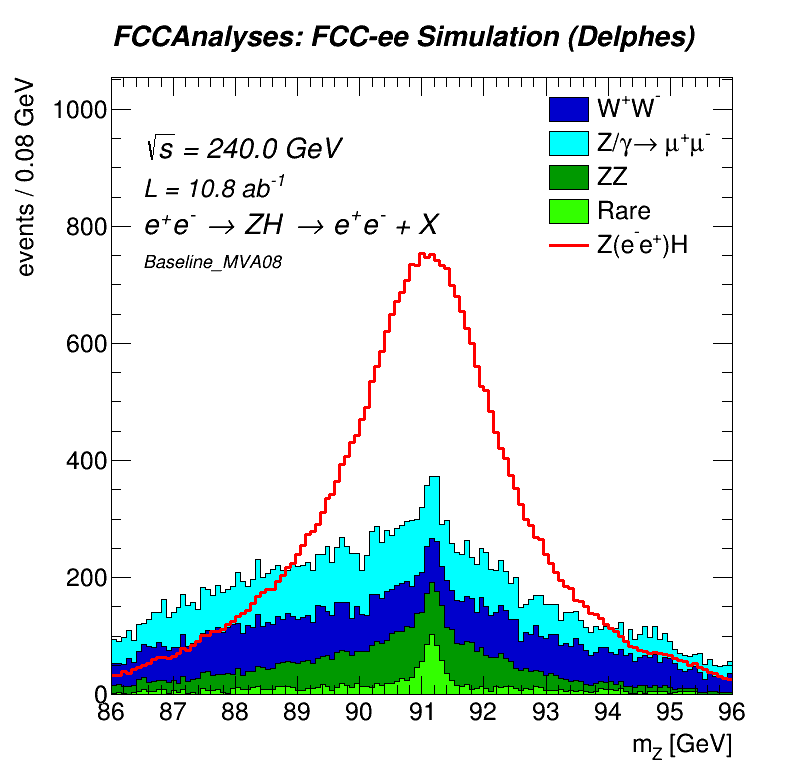 FCCAnalyses: FCC-ee Simulation (Delphes)
events / 0.08 GeV
1000
800
600
400
200
0
√s = 240.0 GeV
L = 10.8 ab⁻¹
e⁺e⁻ → ZH → e⁺e⁻ + X
Baseline_MVA08
W⁺W⁻
Z/γ→ μ⁺μ⁻
ZZ
Rare
Z(e⁻e⁺)H
86 87 88 89 90 91 92 93 94 95 96
m_Z [GeV]